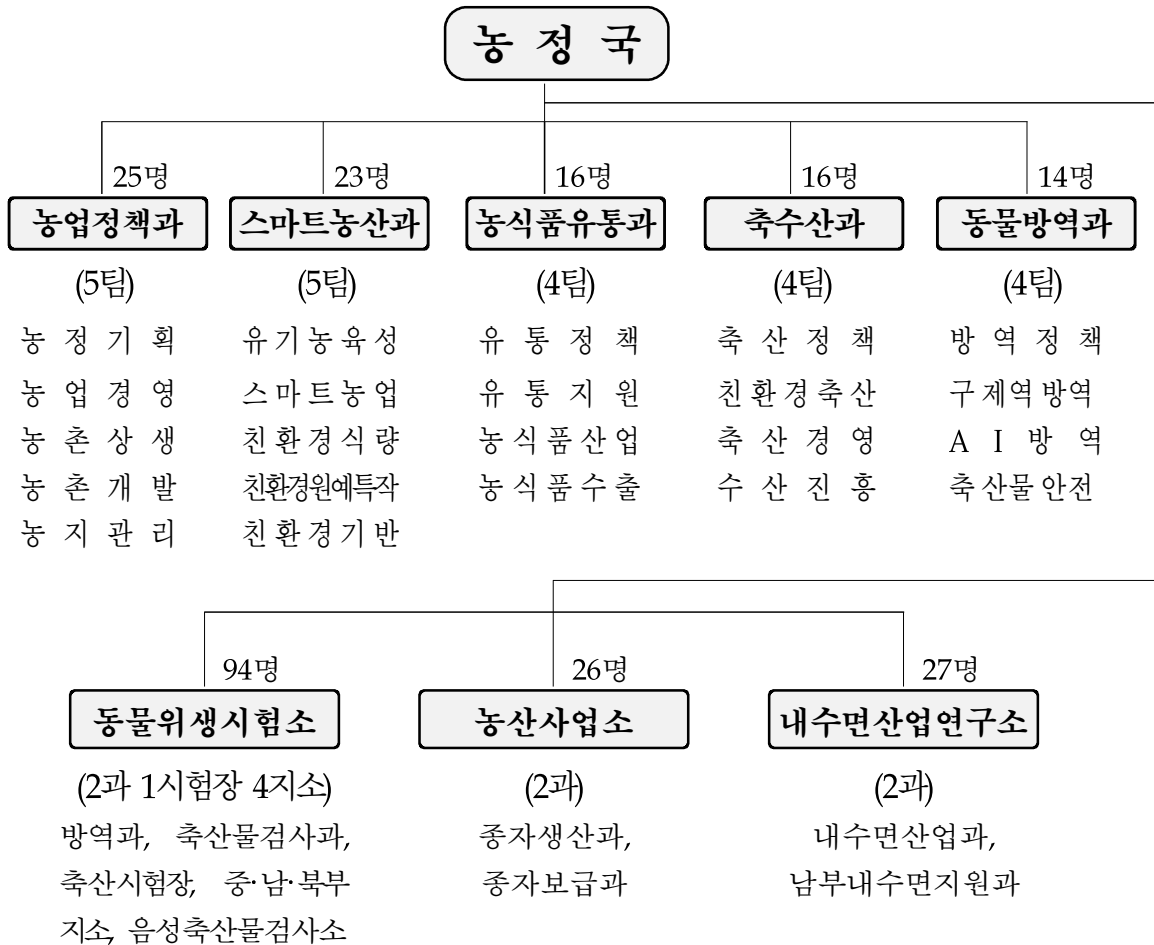 농 정 국
25명 23명 16명 16명 14명
농업정책과 스마트농산과 농식품유통과 축수산과 동물방역과
(5팀) (5팀) (4팀) (4팀) (4팀)
농 정 기 획 유기농육성 유 통 정 책 축 산 정 책 방 역 정 책
농 업 경 영 스마트농업 유 통 지 원 친환경축산 구제역방역
농 촌 상 생 친환경식량 농식품산업 축 산 경 영 A I 방 역
농 촌 개 발 친환경원예특작 농식품수출 수 산 진 흥 축산물안전
농 지 관 리 친환경기반
94명 26명 27명
동물위생시험소 농산사업소 내수면산업연구소
(2과 1시험장 4지소) (2과) (2과)
방역과, 축산물검사과, 종자생산과, 내수면산업과,
축산시험장, 중·남·북부 종자보급과 남부내수면지원과
지소, 음성축산물검사소